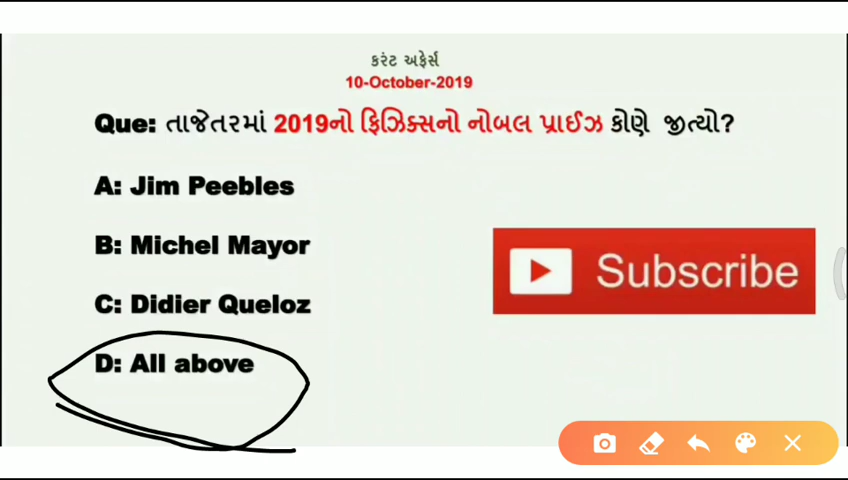 કરંટ અફેર્સ
10-October-2019
Que: તાજેતરમાં 2019નો ફિઝિક્સનો નોબલ પ્રાઈઝ કોણે જીત્યો?
A: Jim Peebles
B: Michel Mayor
Subscribe
C: Didier Queloz
D: All above